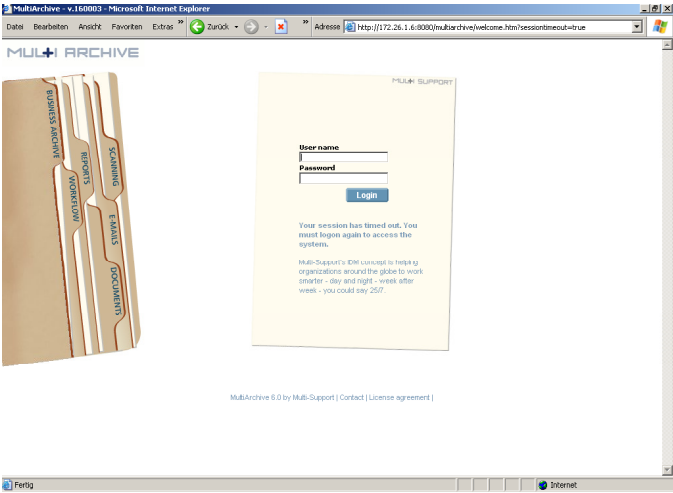 MultiArchive - v.160003 - Microsoft Internet Explorer
Datei Bearbeiten Ansicht Favoriten Extras » Zurück » Adresse http://172.26.1.6:8080/multiarchive/welcome.htm?sessiontimeout=true
MULTI ARCHIVE
MULTI SUPPORT
BUSINESS ARCHIVE
WORKFLOW
REPORTS
SCANNING
E-MAILS
DOCUMENTS
User name
Password
Login
Your session has timed out. You
must logon again to access the
system.
Multi-Support's IDM concept is helping
organizations around the globe to work
smarter - day and night - week after
week - you could say 25/7.
MultiArchive 6.0 by Multi-Support | Contact | License agreement |
Fertig Internet